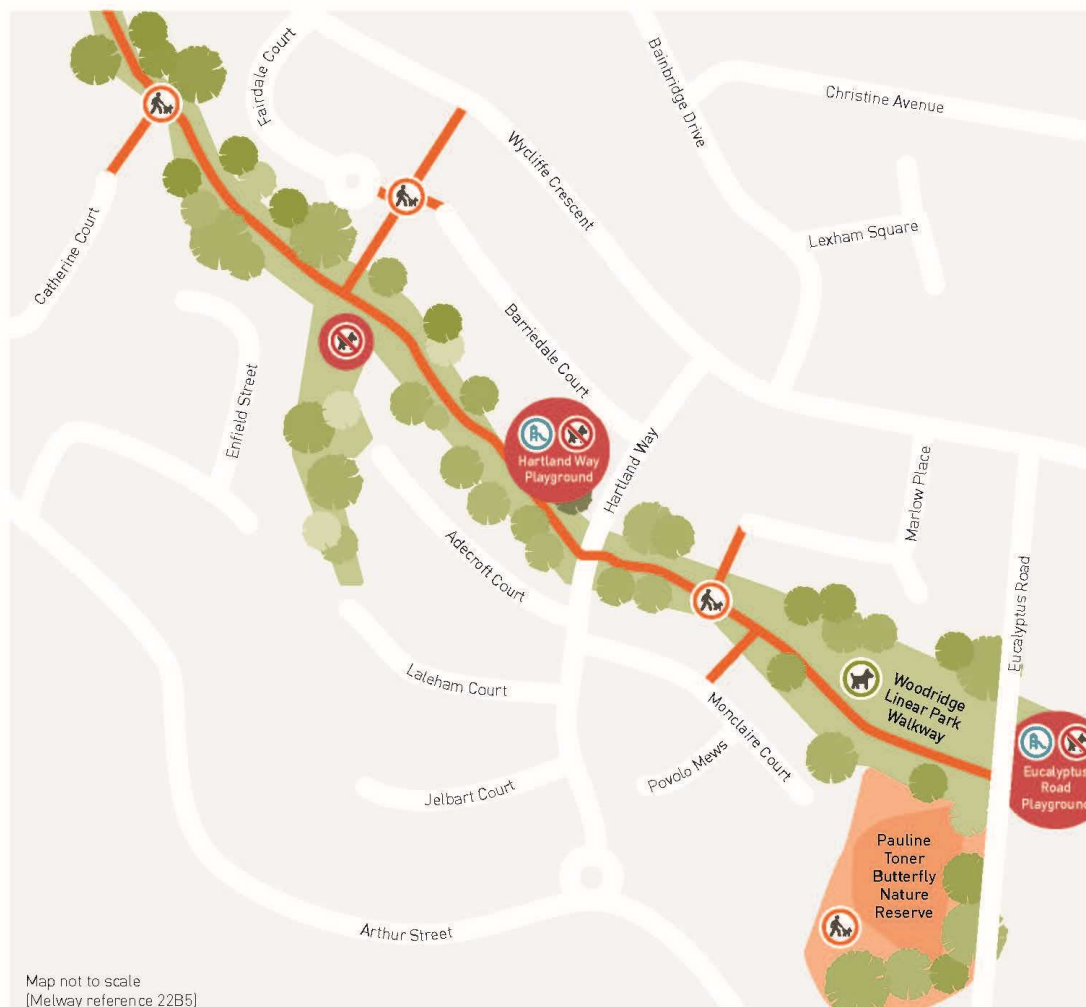 Fairdale Court
Bainbridge Drive
Christine Avenue
Wycliffe Crescent
Lexham Square
Catherine Court
Barriedale Court
Enfield Street
Hartland Way
Playground
Hartland Way
Marlow Place
Adecroft Court
Eucalyptus Road
Laleham Court
Woodridge
Linear Park
Walkway
Monclaire Court
Povolo Mews
Jelbart Court
Eucalyptus
Road
Playground
Pauline
Toner
Butterfly
Nature
Reserve
Arthur Street
Map not to scale
(Melway reference 22B5)